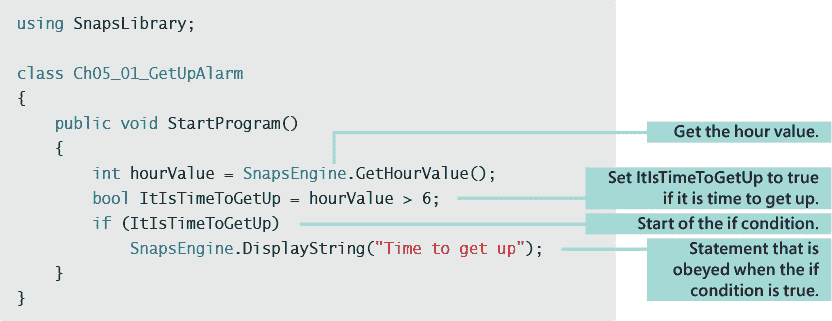 using SnapsLibrary;
class Ch05_01_GetUpAlarm
{
public void StartProgram()
{
int hourValue = SnapsEngine.GetHourValue();
bool ItIsTimeToGetUp = hourValue > 6;
if (ItIsTimeToGetUp)
SnapsEngine.DisplayString("Time to get up");
}
}
Get the hour value.
Set ItIsTimeToGetUp to true
if it is time to get up.
Start of the if condition.
Statement that is
obeyed when the if
condition is true.